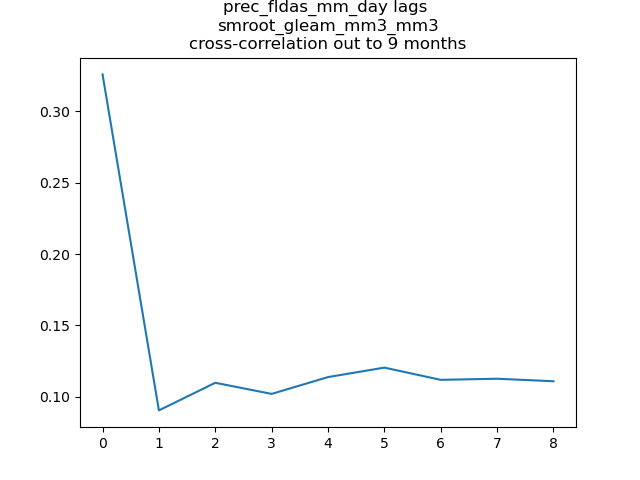 prec_fldas_mm_day lags
smroot_gleam_mm3_mm3
cross-correlation out to 9 months
0.30
0.25
0.20
0.15
0.10
0 1 2 3 4 5 6 7 8